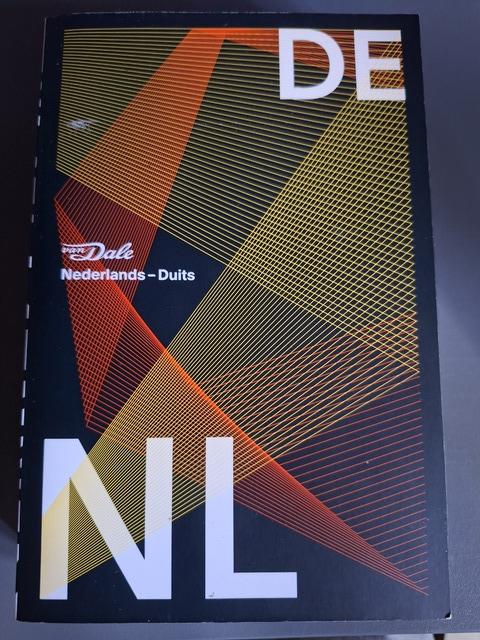 DE
van Dale
Nederlands – Duits
NL